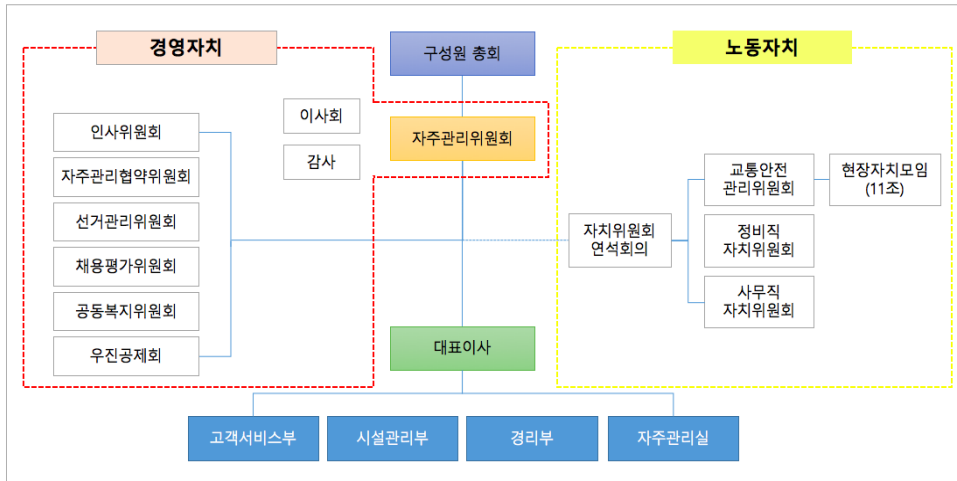 경영자치
구성원 총회
노동자치
이사회
감사
자주관리위원회
인사위원회
자주관리협약위원회
선거관리위원회
채용평가위원회
공동복지위원회
우진공제회
자치위원회
연석회의
교통안전
관리위원회
현장자치모임
(11조)
정비직
자치위원회
사무직
자치위원회
대표이사
고객서비스부
시설관리부
경리부
자주관리실